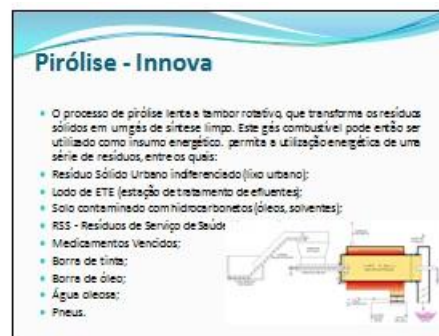 Pirólise - Innova
O processo de pirólise lenta a tambor rotativo, que transforma os resíduos
sólidos em um gás de síntese limpo. Este gás combustível pode então ser
utilizado como insumo energético. permita a utilização energética de uma
série de resíduos, entre os quais:
Resíduo Sólido Urbano indiferenciado (lixo urbano);
Lodo de ETE (estação de tratamento de efluentes);
Solo contaminado com hidrocarbonetos (óleos, solventes);
RSS - Resíduos de Serviço de Saúde
Medicamentos Vencidos;
Borra de tinta;
Borra de óleo;
Água oleosa;
Pneus.